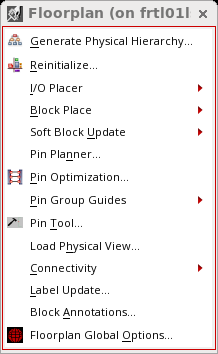 Floorplan (on frtl01l
Generate Physical Hierarchy...
Reinitialize...
I/O Placer
Block Place
Soft Block Update
Pin Planner...
Pin Optimization...
Pin Group Guides
Pin Tool...
Load Physical View...
Connectivity
Label Update...
Block Annotations...
Floorplan Global Options...